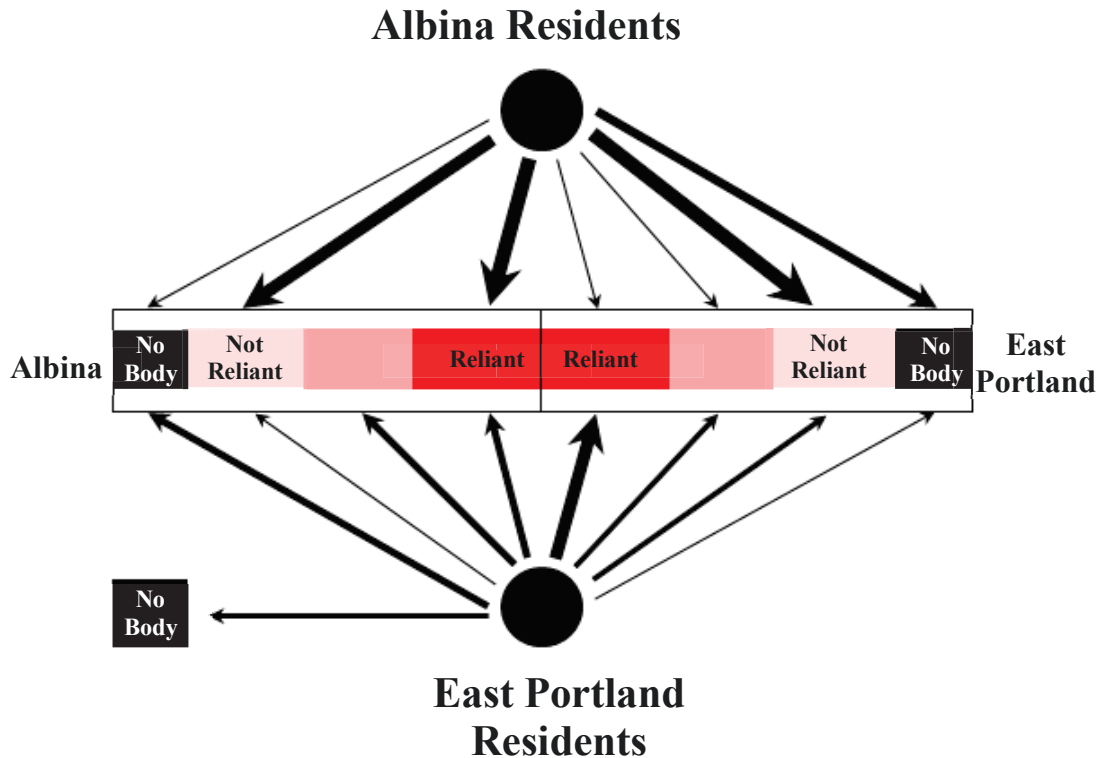 Albina Residents
Albina
No
Body
Not
Reliant
Reliant
Reliant
Not
Reliant
No
Body
East
Portland
No
Body
East Portland
Residents